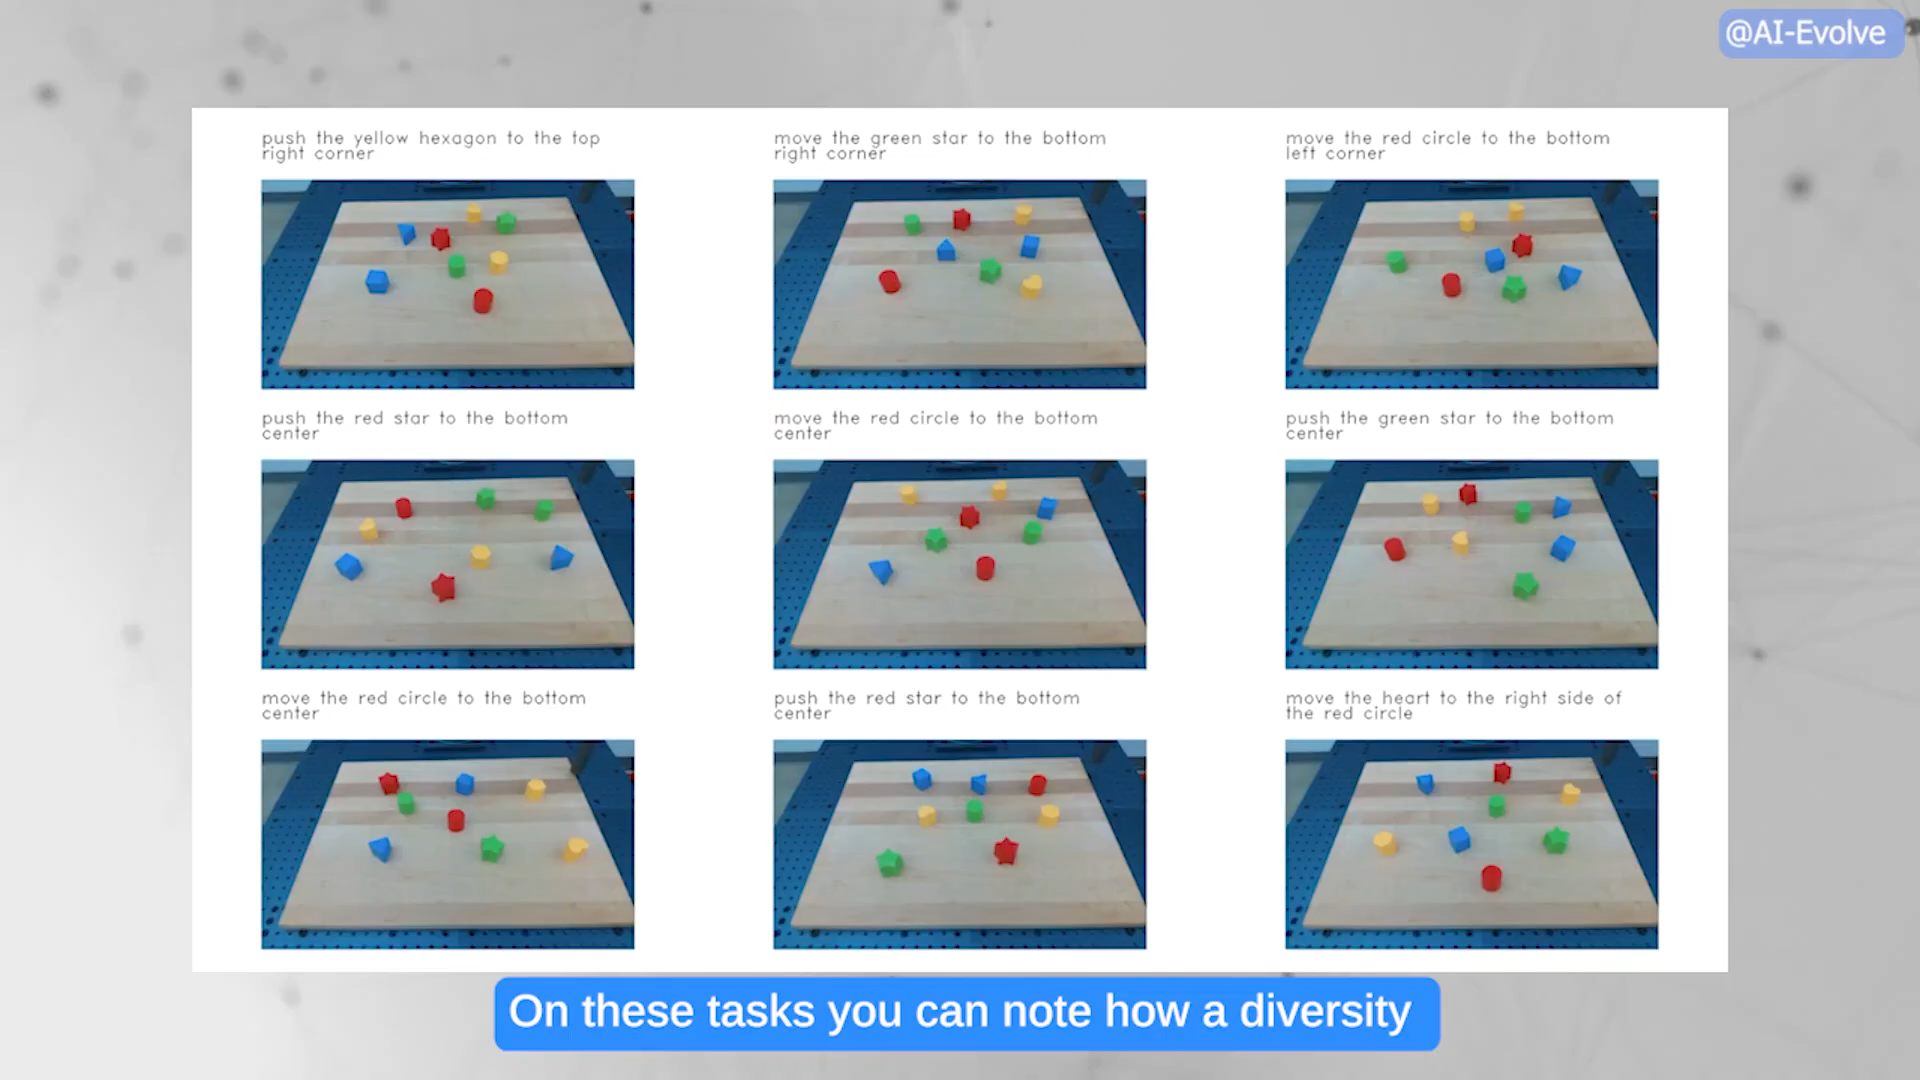 @AI-Evolve
push the yellow hexagon to the top
right corner
move the green star to the bottom
right corner
move the red circle to the bottom
left corner
push the red star to the bottom
center
move the red circle to the bottom
center
push the green star to the bottom
center
move the red circle to the bottom
center
push the red star to the bottom
center
move the heart to the right side of
the red circle
On these tasks you can note how a diversity